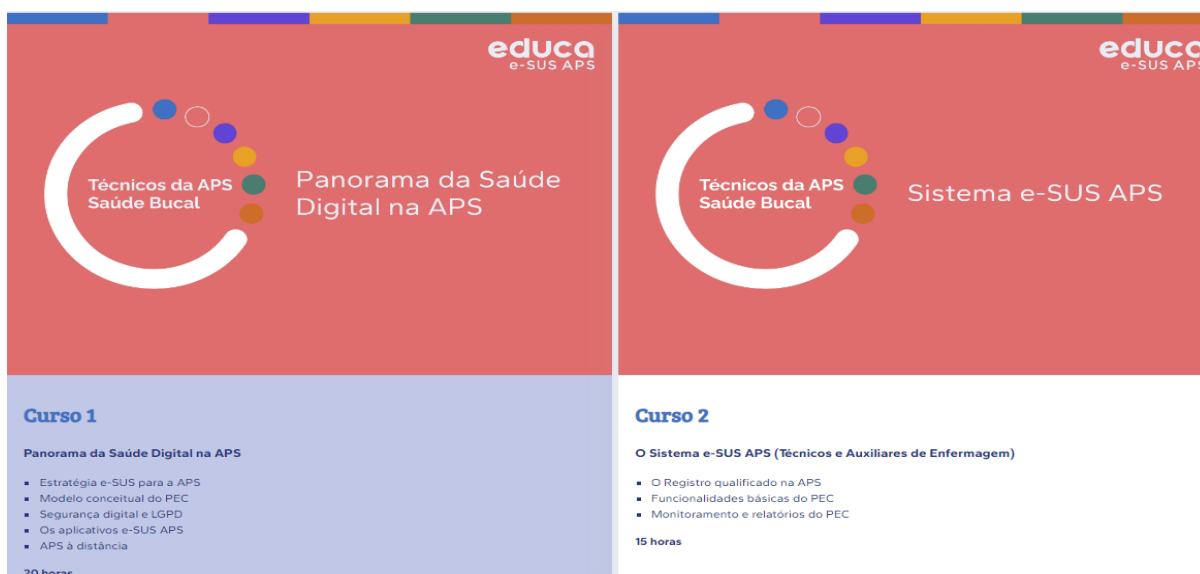 educa
e-SUS APS
Técnicos da APS
Saúde Bucal
Panorama da Saúde
Digital na APS
Curso 1
Panorama da Saúde Digital na APS
Estratégia e-SUS para a APS
Modelo conceitual do PEC
Segurança digital e LGPD
Os aplicativos e-SUS APS
APS à distância
20 horas
educa
e-SUS APS
Técnicos da APS
Saúde Bucal
Sistema e-SUS APS
Curso 2
O Sistema e-SUS APS (Técnicos e Auxiliares de Enfermagem)
O Registro qualificado na APS
Funcionalidades básicas do PEC
Monitoramento e relatórios do PEC
15 horas